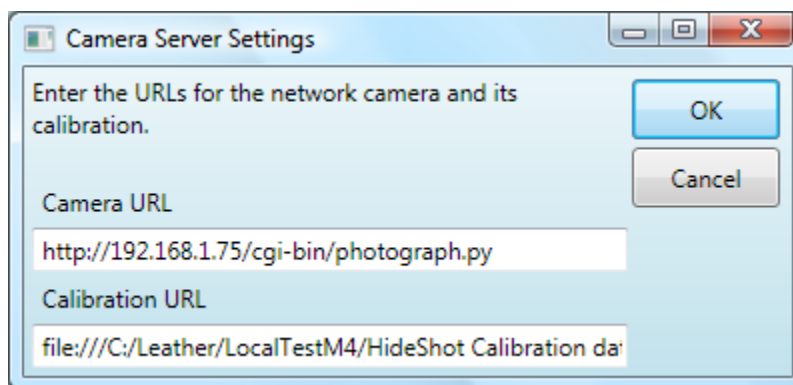 Camera Server Settings
Enter the URLs for the network camera and its
calibration.
OK
Cancel
Camera URL
http://192.168.1.75/cgi-bin/photograph.py
Calibration URL
file:///C:/Leather/LocalTestM4/HideShot Calibration dat